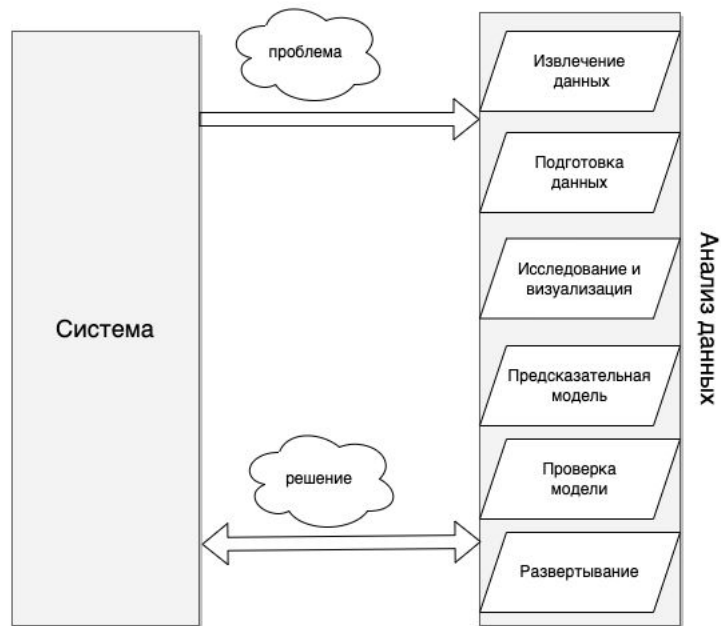 проблема
Извлечение
данных
Подготовка
данных
Исследование и
визуализация
Система
Предсказательная
модель
решение
Проверка
модели
Развертывание
Анализ данных